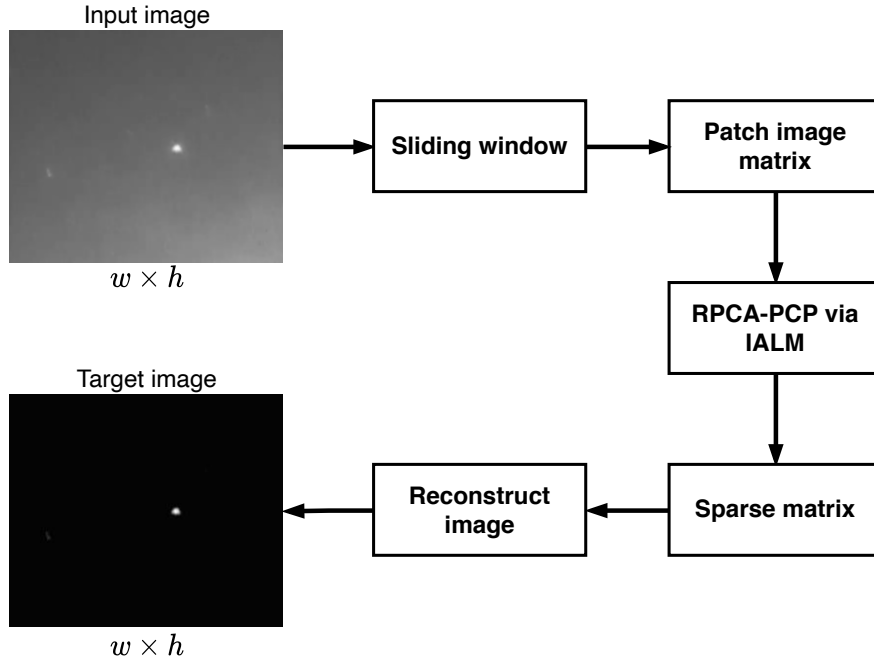 Input image
w × h
Sliding window
Patch image
matrix
RPCA-PCP via
IALM
Sparse matrix
Reconstruct
image
Target image
w × h